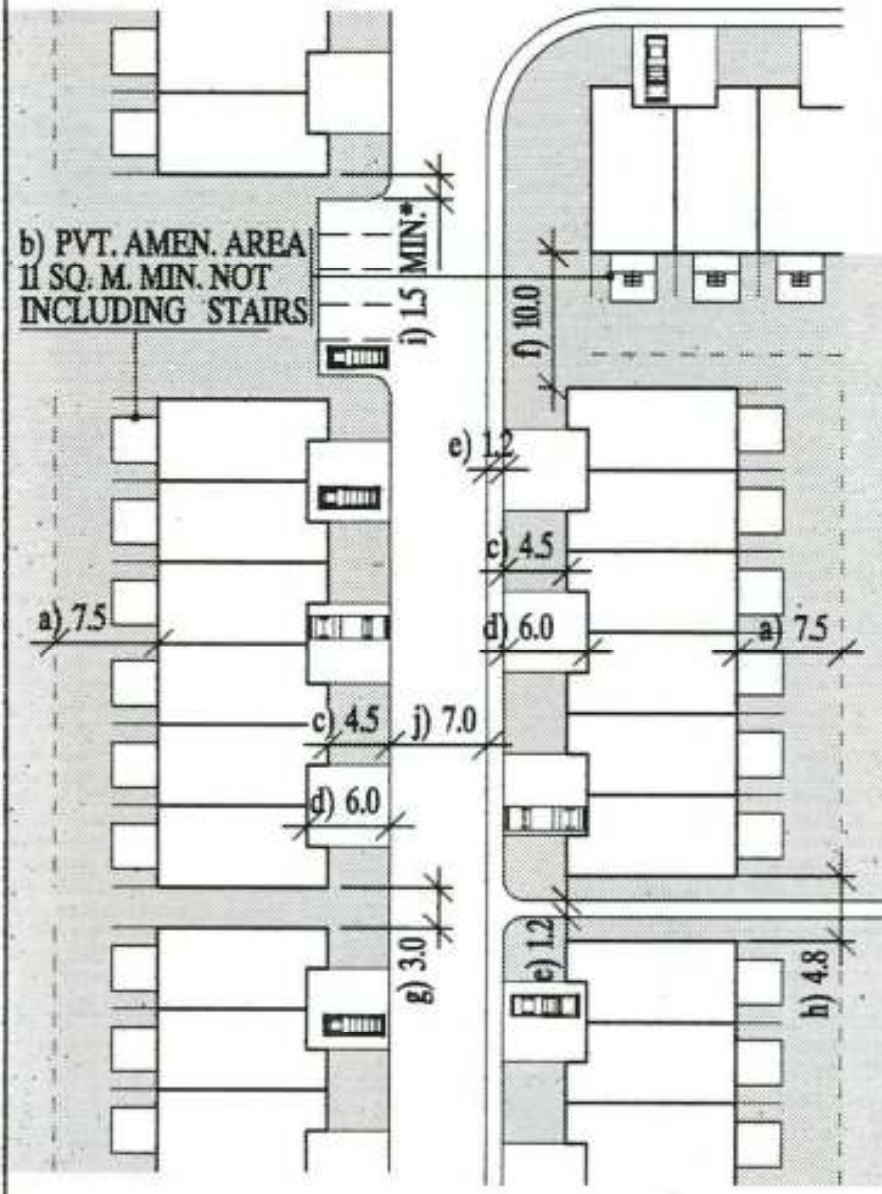 b) PVT. AMEN. AREA
11 SQ. M. MIN. NOT
INCLUDING STAIRS
i) 1.5 MIN.*
f) 10.0
e) 1.2
c) 4.5
d) 6.0
a) 7.5
a) 7.5
c) 4.5
j) 7.0
d) 6.0
g) 3.0
e) 1.2
h) 4.8